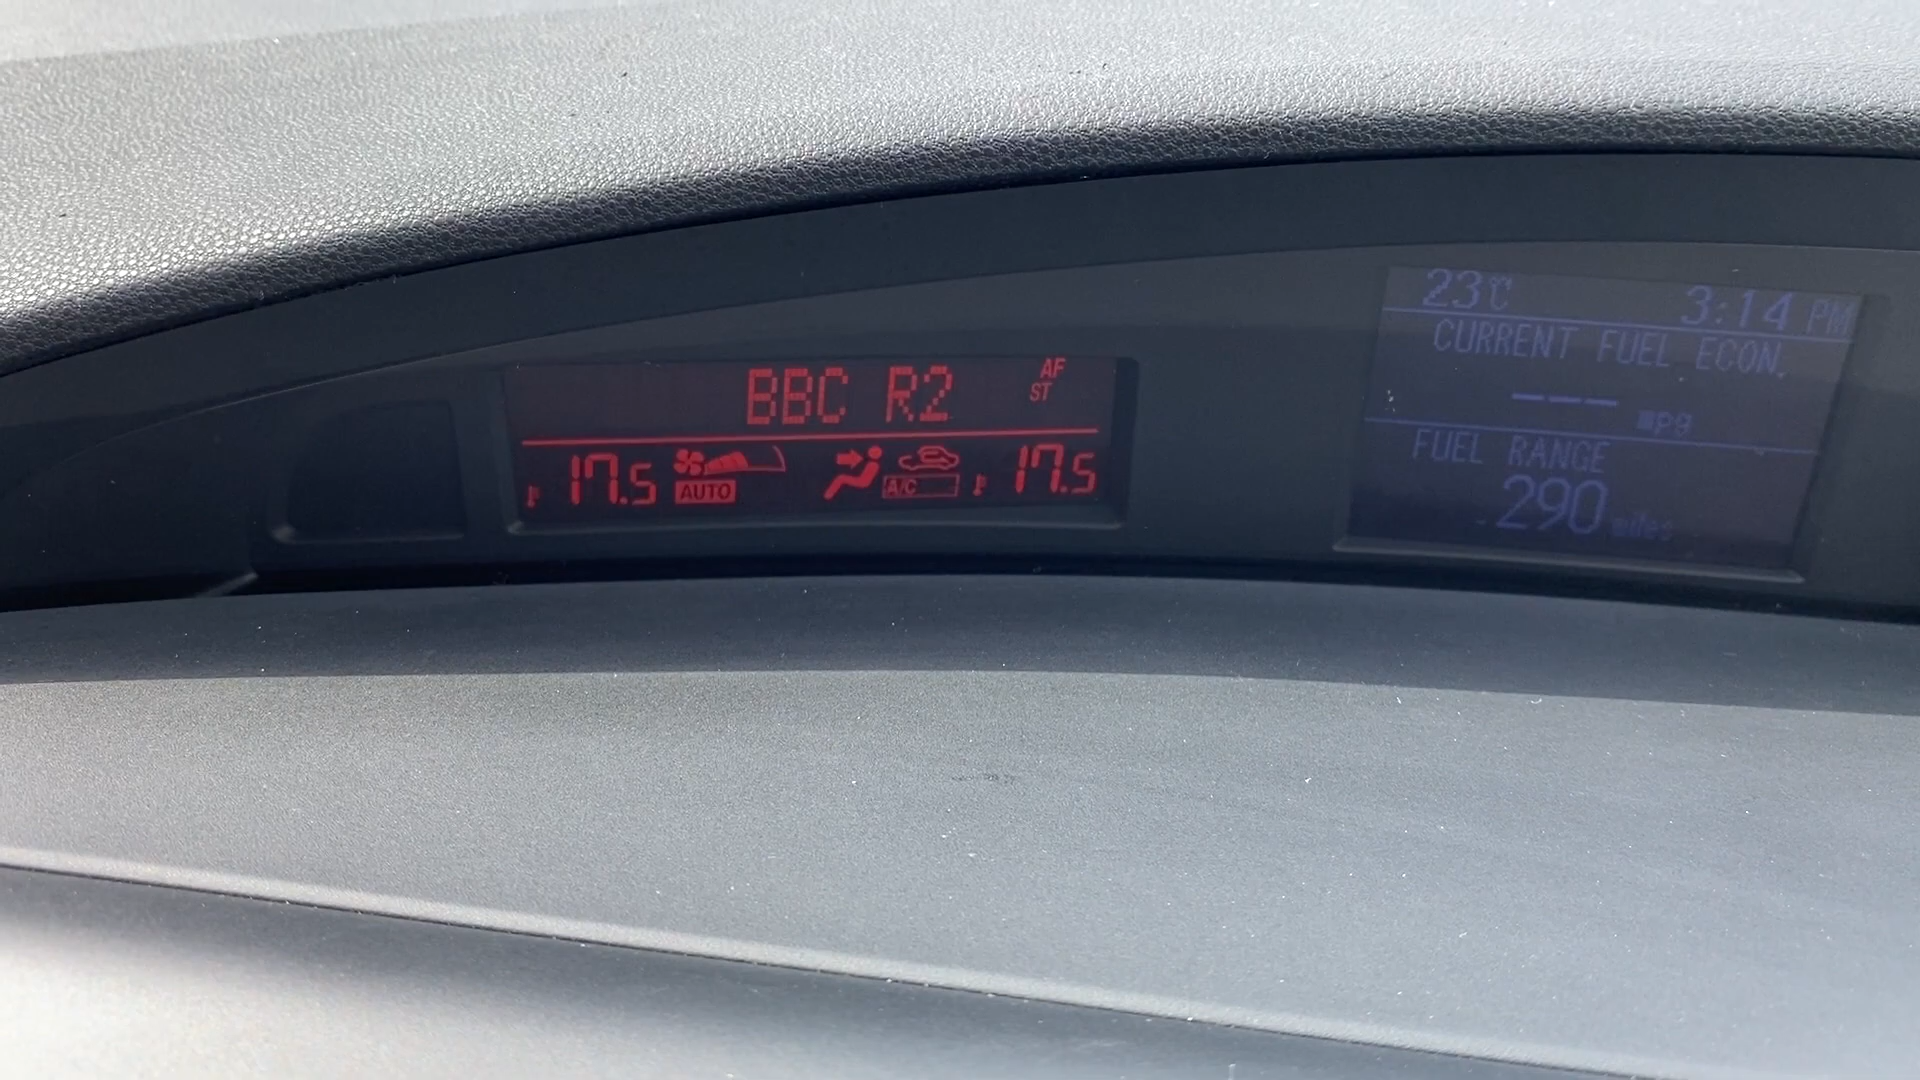 BBC R2 AF
ST
17.5 AUTO A/C 17.5
23℃ 3:14 PM
CURRENT FUEL ECON.
--- mpg
FUEL RANGE
290 miles